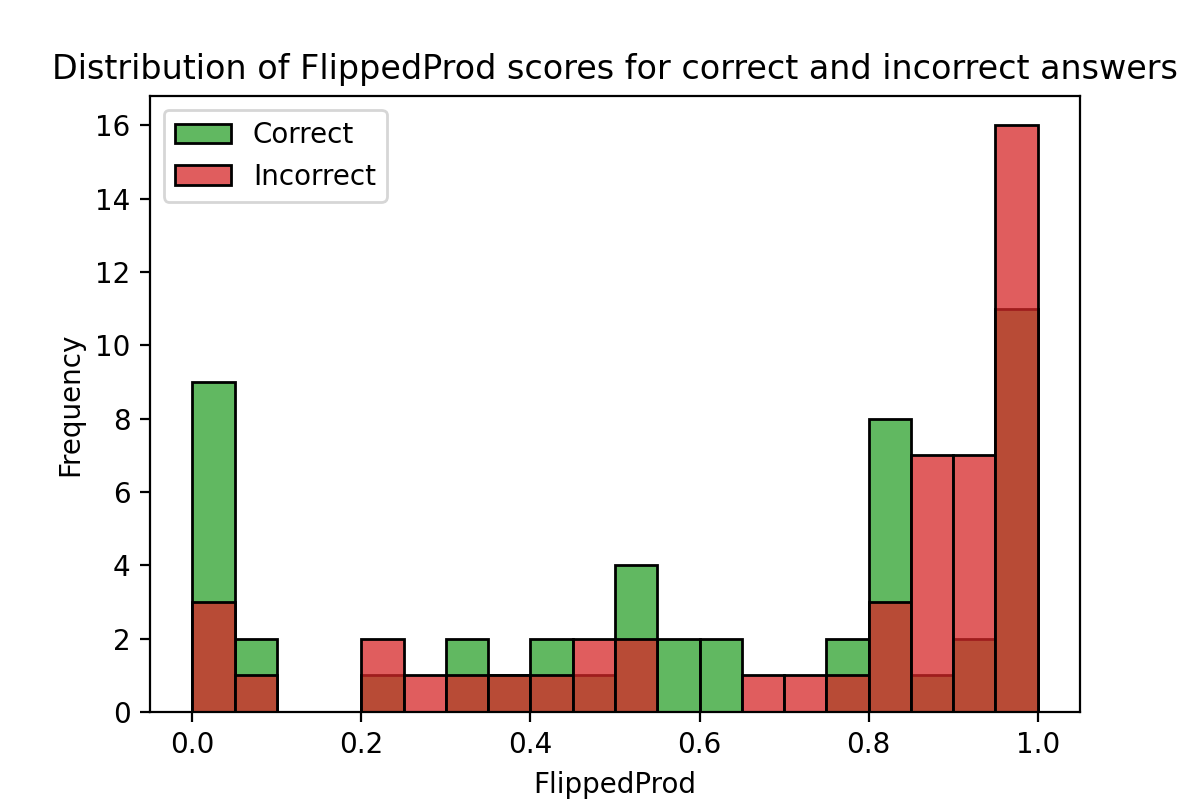 Distribution of FlippedProd scores for correct and incorrect answers
Correct
Incorrect
Frequency
16
14
12
10
8
6
4
2
0
0.0 0.2 0.4 0.6 0.8 1.0
FlippedProd